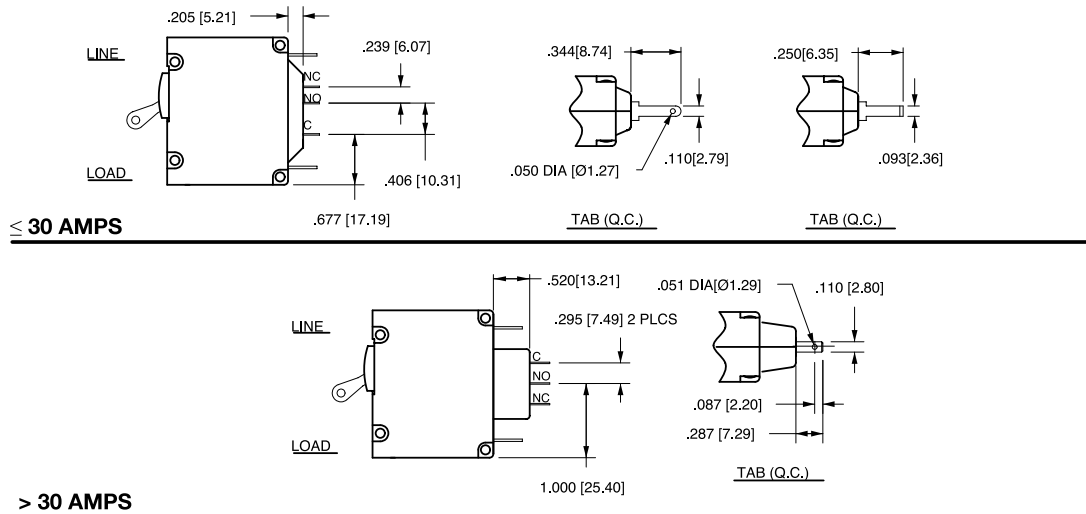 .205 [5.21]
LINE
.239 [6.07]
NC
NO
C
LOAD
.406 [10.31]
.677 [17.19]
.344[8.74]
.050 DIA [Ø1.27]
.110[2.79]
TAB (Q.C.)
.250[6.35]
.093[2.36]
TAB (Q.C.)
≤ 30 AMPS
.520[13.21]
LINE
.295 [7.49] 2 PLCS
C
NO
NC
LOAD
1.000 [25.40]
.051 DIA[Ø1.29]
.110 [2.80]
.087 [2.20]
.287 [7.29]
TAB (Q.C.)
> 30 AMPS